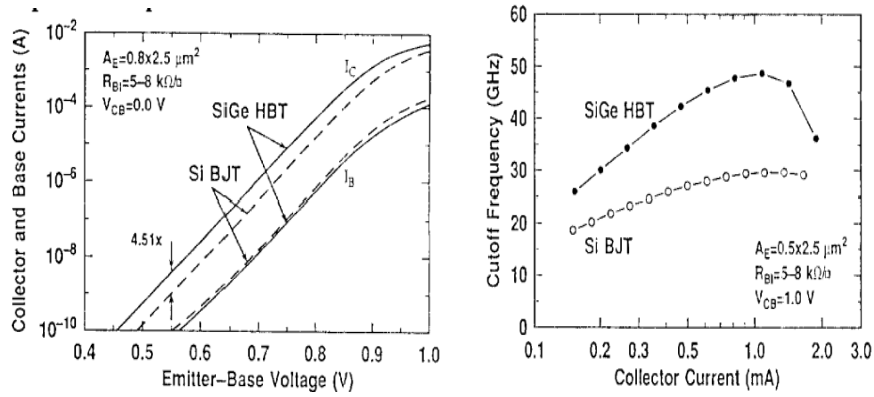 Collector and Base Currents (A)
10⁻²
10⁻⁴
10⁻⁶
10⁻⁸
10⁻¹⁰
A_E=0.8x2.5 μm²
R_BI=5–8 kΩ/◻
V_CB=0.0 V
I_C
SiGe HBT
Si BJT
I_B
4.51x
0.4 0.5 0.6 0.7 0.8 0.9 1.0
Emitter–Base Voltage (V)
Cutoff Frequency (GHz)
60
50
40
30
20
10
0
SiGe HBT
Si BJT
A_E=0.5x2.5 μm²
R_BI=5–8 kΩ/◻
V_CB=1.0 V
0.1 0.2 0.3 0.5 1.0 2.0 3.0
Collector Current (mA)